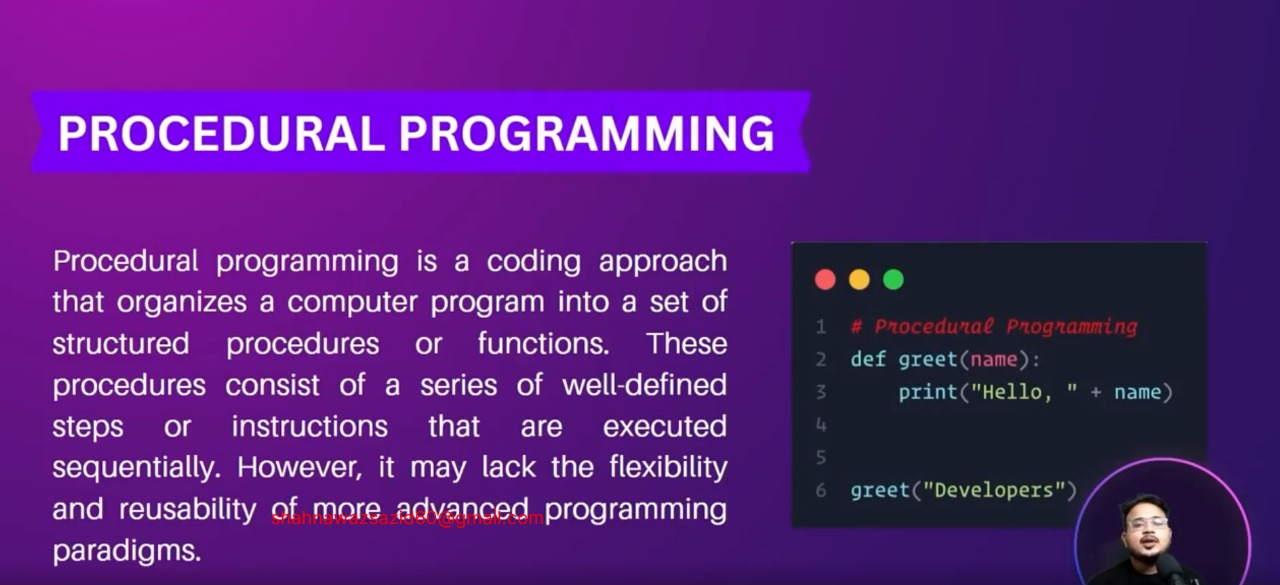 PROCEDURAL PROGRAMMING
Procedural programming is a coding approach
that organizes a computer program into a set of
structured procedures or functions. These
procedures consist of a series of well-defined
steps or instructions that are executed
sequentially. However, it may lack the flexibility
and reusability of more advanced programming
paradigms.
shahnawazsazid60@gmail.com
1 # Procedural Programming
2 def greet(name):
3     print("Hello, " + name)
4
5
6 greet("Developers")